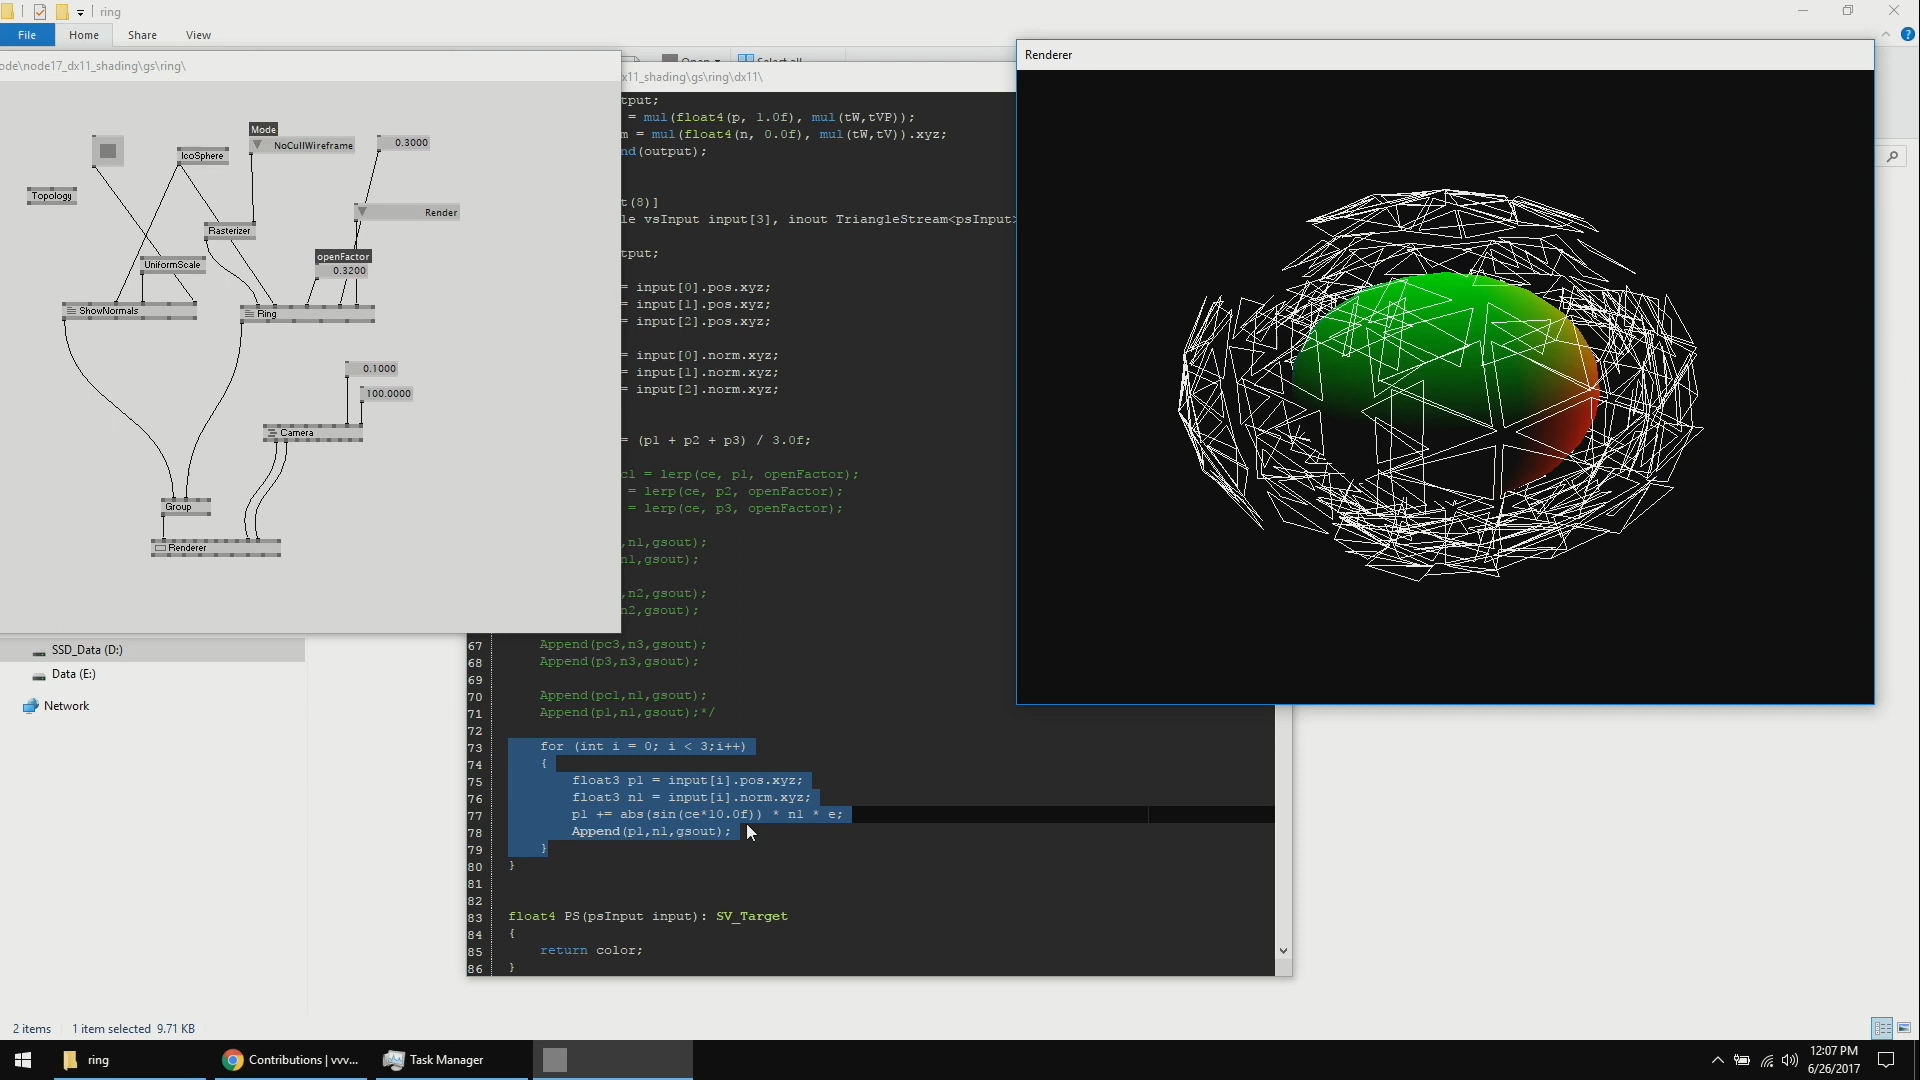 ring
File
Home
Share
View
ode\node17_dx11_shading\gs\ring\
Mode
NoCullWireframe
0.3000
IcoSphere
Topology
Render
Rasterizer
openFactor
0.3200
UniformScale
ShowNormals
Ring
0.1000
100.0000
Camera
Group
Renderer
SSD_Data (D:)
Data (E:)
Network
Open
Select all
x11_shading\gs\ring\dx11\
tput;
= mul(float4(p, 1.0f), mul(tW,tVP));
m = mul(float4(n, 0.0f), mul(tW,tV)).xyz;
nd(output);
t(8)]
le vsInput input[3], inout TriangleStream<psInput>
tput;
= input[0].pos.xyz;
= input[1].pos.xyz;
= input[2].pos.xyz;
= input[0].norm.xyz;
= input[1].norm.xyz;
= input[2].norm.xyz;
= (p1 + p2 + p3) / 3.0f;
c1 = lerp(ce, p1, openFactor);
= lerp(ce, p2, openFactor);
= lerp(ce, p3, openFactor);
,n1,gsout);
n1,gsout);
,n2,gsout);
n2,gsout);
67 Append(pc3,n3,gsout);
68 Append(p3,n3,gsout);
69
70 Append(pc1,n1,gsout);
71 Append(p1,n1,gsout);*/
72
73 for (int i = 0; i < 3;i++)
74 {
75 float3 p1 = input[i].pos.xyz;
76 float3 n1 = input[i].norm.xyz;
77 p1 += abs(sin(ce*10.0f)) * n1 * e;
78 Append(p1,n1,gsout);
79 }
80 }
81
82
83 float4 PS(psInput input): SV_Target
84 {
85 return color;
86 }
Renderer
2 items
1 item selected 9.71 KB
ring
Contributions | vvv...
Task Manager
12:07 PM
6/26/2017